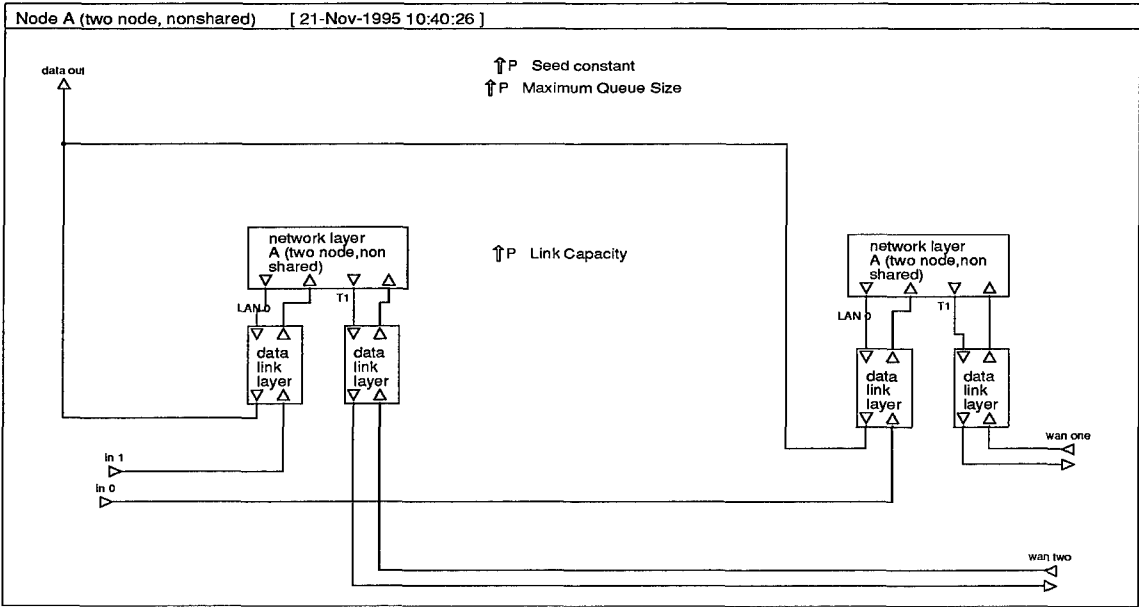 Node A (two node, nonshared) [ 21-Nov-1995 10:40:26 ]
data out
⇑P Seed constant
⇑P Maximum Queue Size
network layer
A (two node,non
shared)
⇑P Link Capacity
network layer
A (two node,non
shared)
LAN 0
T1
LAN 0
T1
data
link
layer
data
link
layer
data
link
layer
data
link
layer
in 1
wan one
in 0
wan two